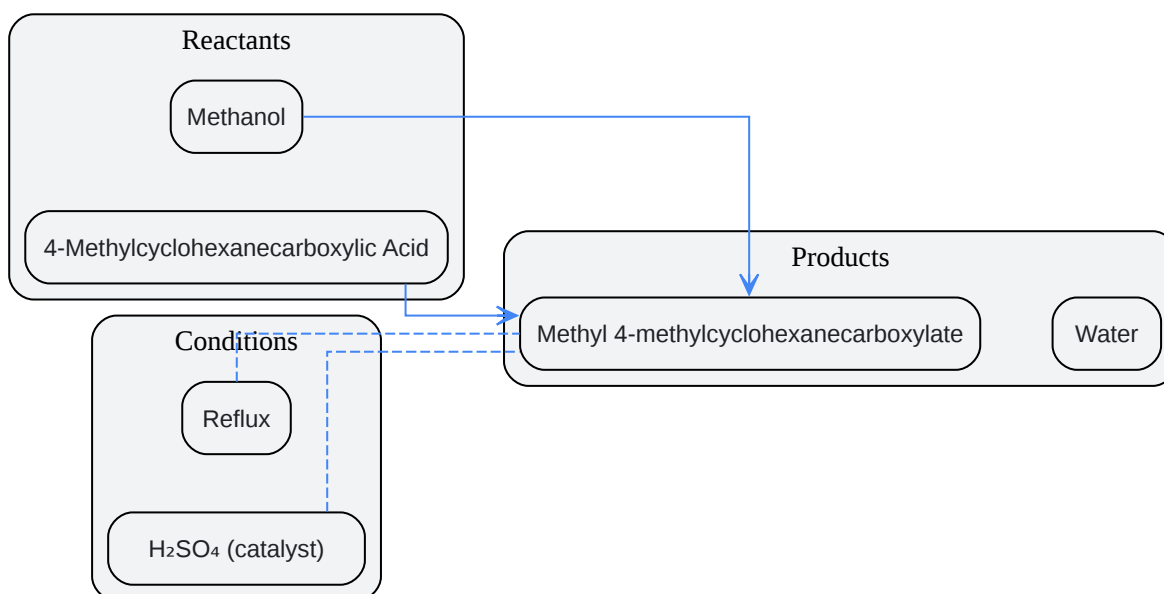 Reactants
Methanol
4-Methylcyclohexanecarboxylic Acid
Products
Methyl 4-methylcyclohexanecarboxylate
Water
Conditions
Reflux
H₂SO₄ (catalyst)